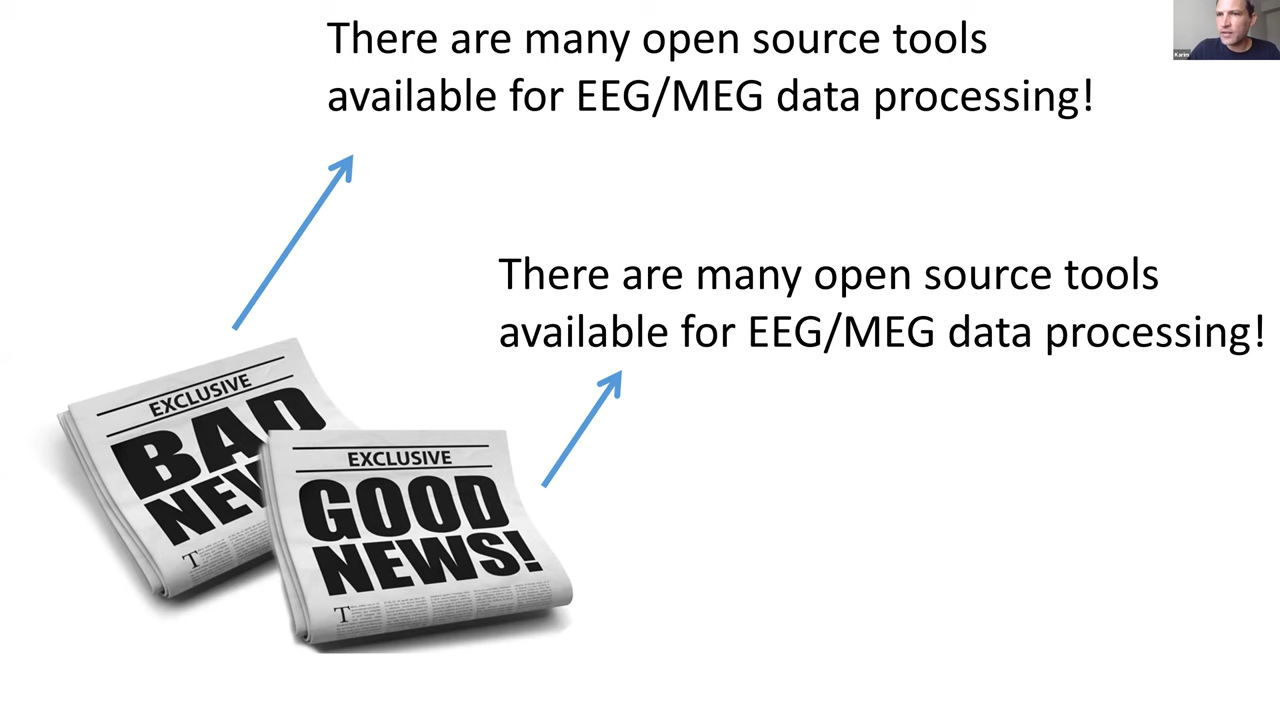 There are many open source tools
available for EEG/MEG data processing!
Karim
There are many open source tools
available for EEG/MEG data processing!
EXCLUSIVE
BAD
NEW
T
EXCLUSIVE
GOOD
NEWS!
T